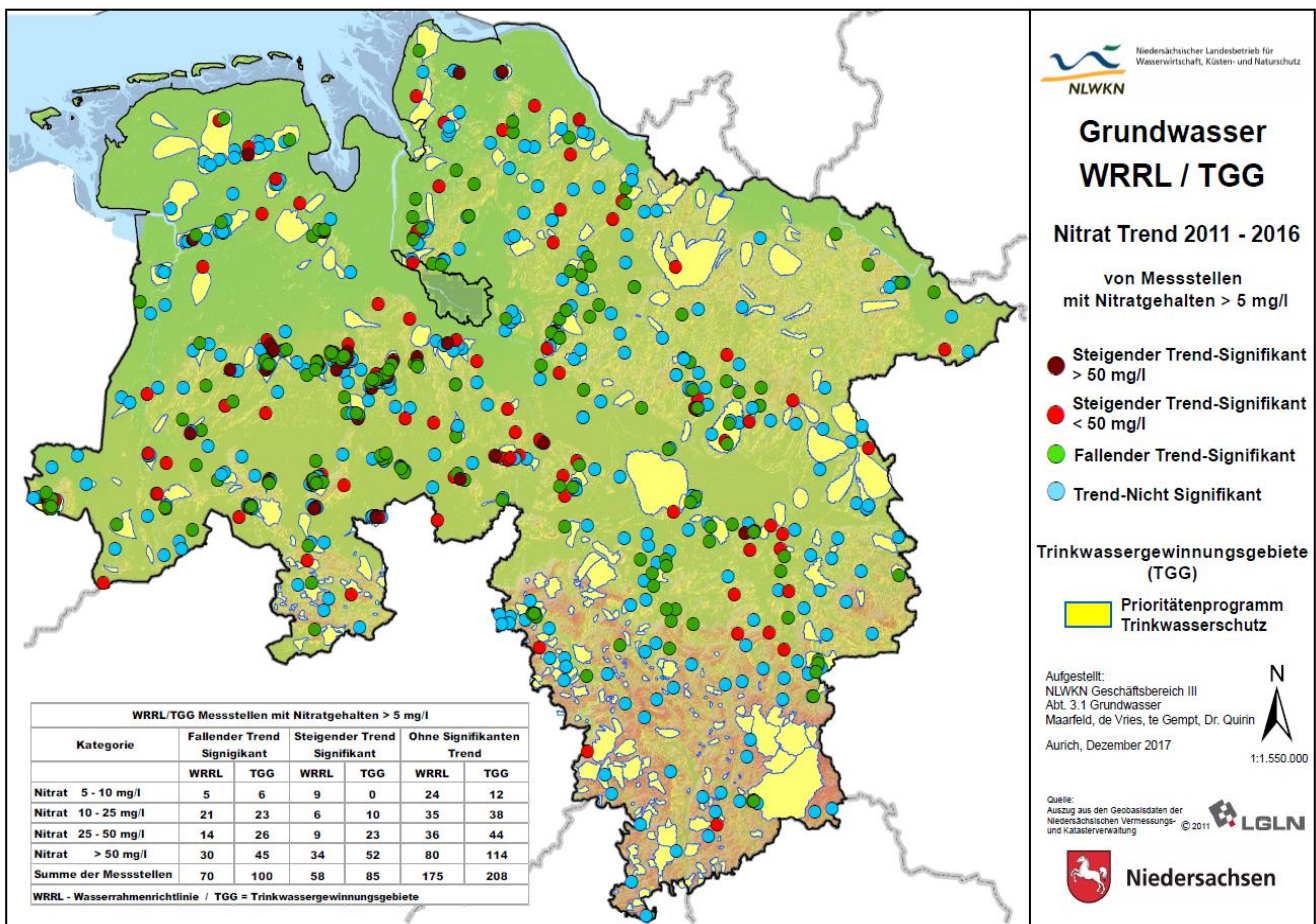 Niedersächsischer Landesbetrieb für
Wasserwirtschaft, Küsten- und Naturschutz
NLWKN
Grundwasser
WRRL / TGG
Nitrat Trend 2011 - 2016
von Messstellen
mit Nitratgehalten > 5 mg/l
Steigender Trend-Signifikant
> 50 mg/l
Steigender Trend-Signifikant
< 50 mg/l
Fallender Trend-Signifikant
Trend-Nicht Signifikant
Trinkwassergewinnungsgebiete
(TGG)
Prioritätenprogramm
Trinkwasserschutz
Aufgestellt:
NLWKN Geschäftsbereich III
Abt. 3.1 Grundwasser
Maarfeld, de Vries, te Gempt, Dr. Quirin
Aurich, Dezember 2017
N
1:1.550.000
Quelle:
Auszug aus den Geobasisdaten der
Niedersächsischen Vermessungs-
und Katasterverwaltung © 2011 LGLN
Niedersachsen
WRRL/TGG Messstellen mit Nitratgehalten > 5 mg/l
Kategorie Fallender Trend Signigikant Steigender Trend Signifikant Ohne Signifikanten Trend
WRRL TGG WRRL TGG WRRL TGG
Nitrat 5 - 10 mg/l 5 6 9 0 24 12
Nitrat 10 - 25 mg/l 21 23 6 10 35 38
Nitrat 25 - 50 mg/l 14 26 9 23 36 44
Nitrat > 50 mg/l 30 45 34 52 80 114
Summe der Messstellen 70 100 58 85 175 208
WRRL - Wasserrahmenrichtlinie / TGG = Trinkwassergewinnungsgebiete